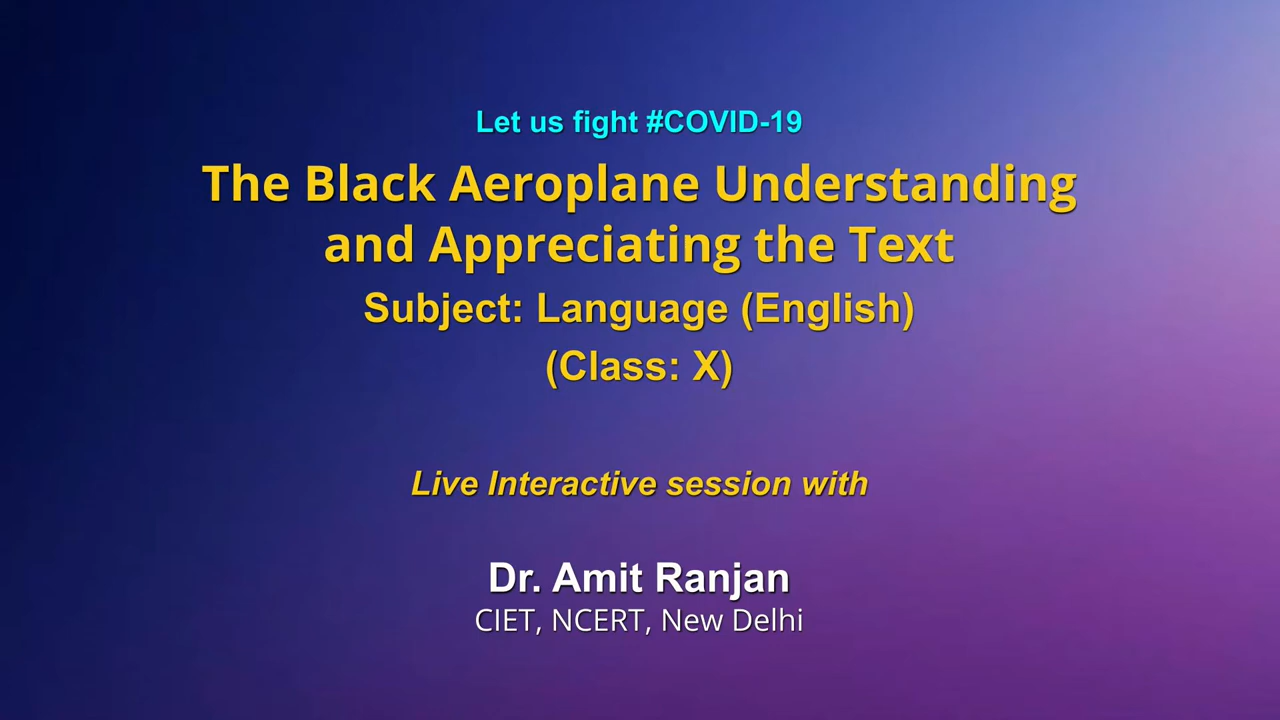 Let us fight #COVID-19
The Black Aeroplane Understanding
and Appreciating the Text
Subject: Language (English)
(Class: X)
Live Interactive session with
Dr. Amit Ranjan
CIET, NCERT, New Delhi